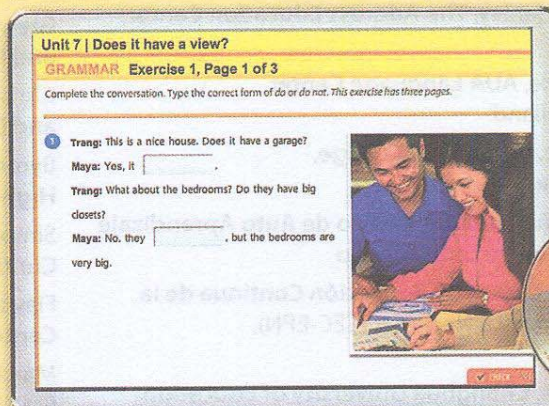 Unit 7 | Does it have a view?
GRAMMAR Exercise 1, Page 1 of 3
Complete the conversation. Type the correct form of do or do not. This exercise has three pages.
1 Trang: This is a nice house. Does it have a garage?
Maya: Yes, it .
Trang: What about the bedrooms? Do they have big
closets?
Maya: No, they , but the bedrooms are
very big.
CHECK